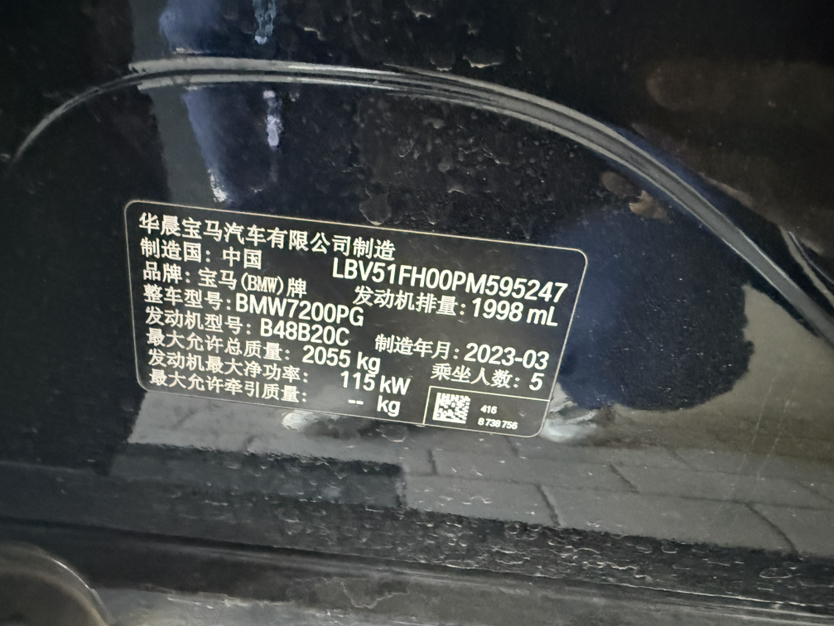 华晨宝马汽车有限公司制造
制造国：中国
LBV51FH00PM595247
品牌：宝马(BMW)牌
发动机排量：1998 mL
整车型号：BMW7200PG
发动机型号：B48B20C
制造年月：2023-03
最大允许总质量：2055 kg
乘坐人数：5
发动机最大净功率：115 kW
最大允许牵引质量：-- kg
416
8 738 756